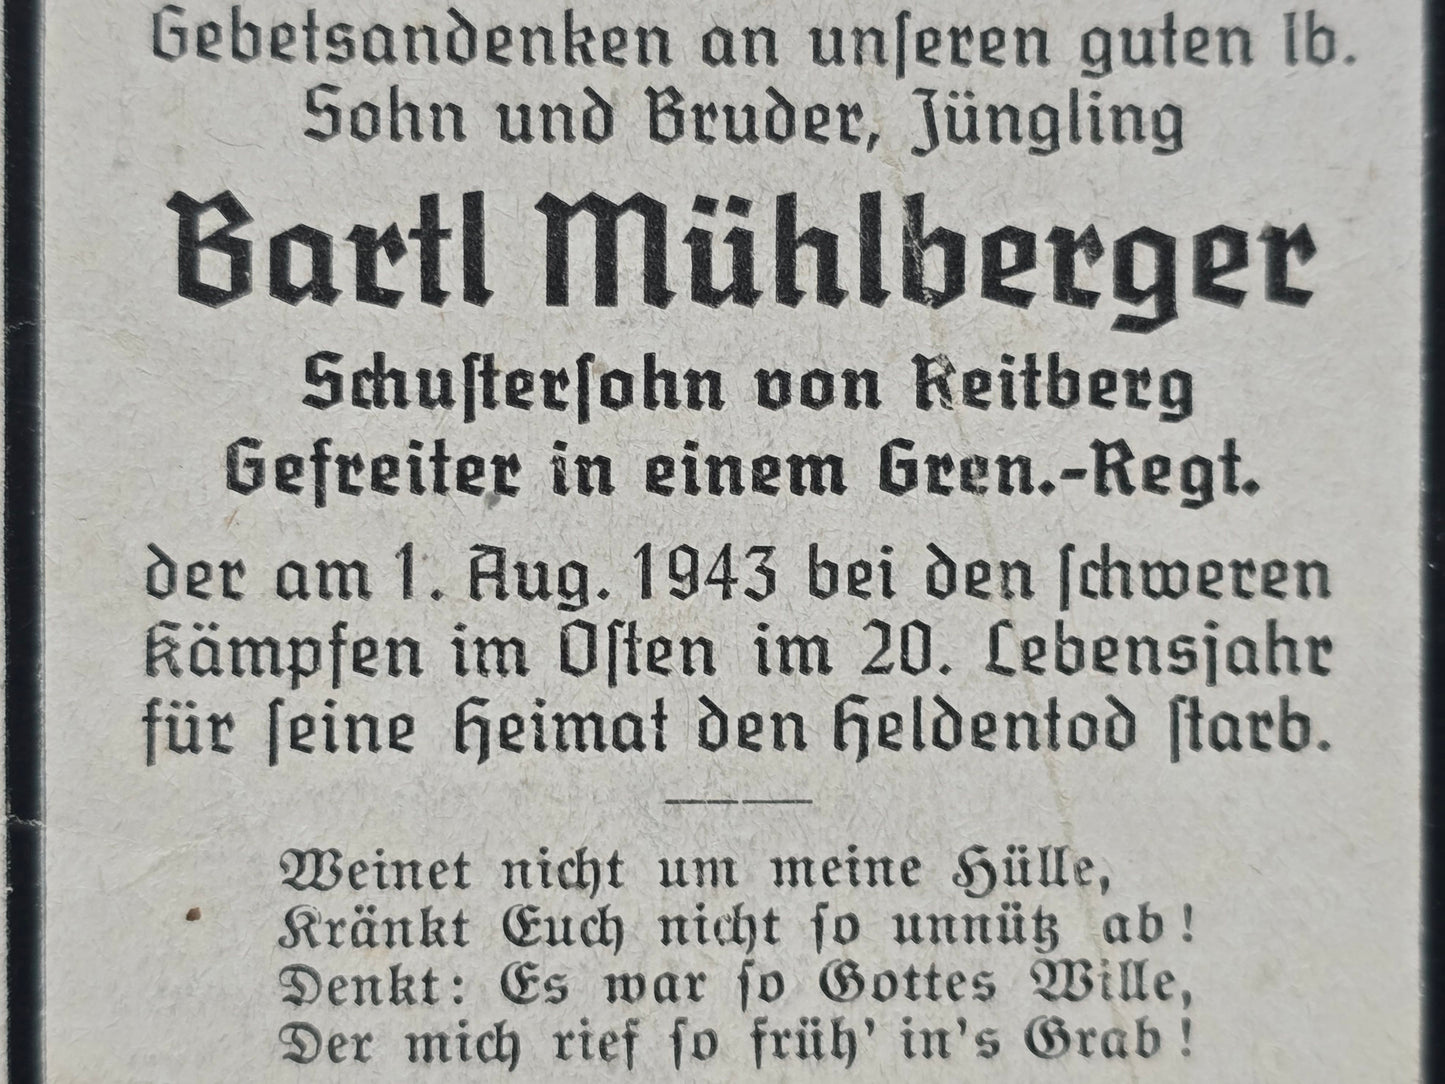 Gebetsandenken an unſeren guten lb.
Sohn und Bruder, Jüngling
Bartl Mühlberger
Schuſterſohn von Reitberg
Gefreiter in einem Gren.-Regt.
der am 1. Aug. 1943 bei den ſchweren
Kämpfen im Oſten im 20. Lebensjahr
für ſeine Heimat den Heldentod ſtarb.
Weinet nicht um meine Hülle,
Kränkt Euch nicht ſo unnütz ab!
Denkt: Es war ſo Gottes Wille,
Der mich rief ſo früh' in's Grab!